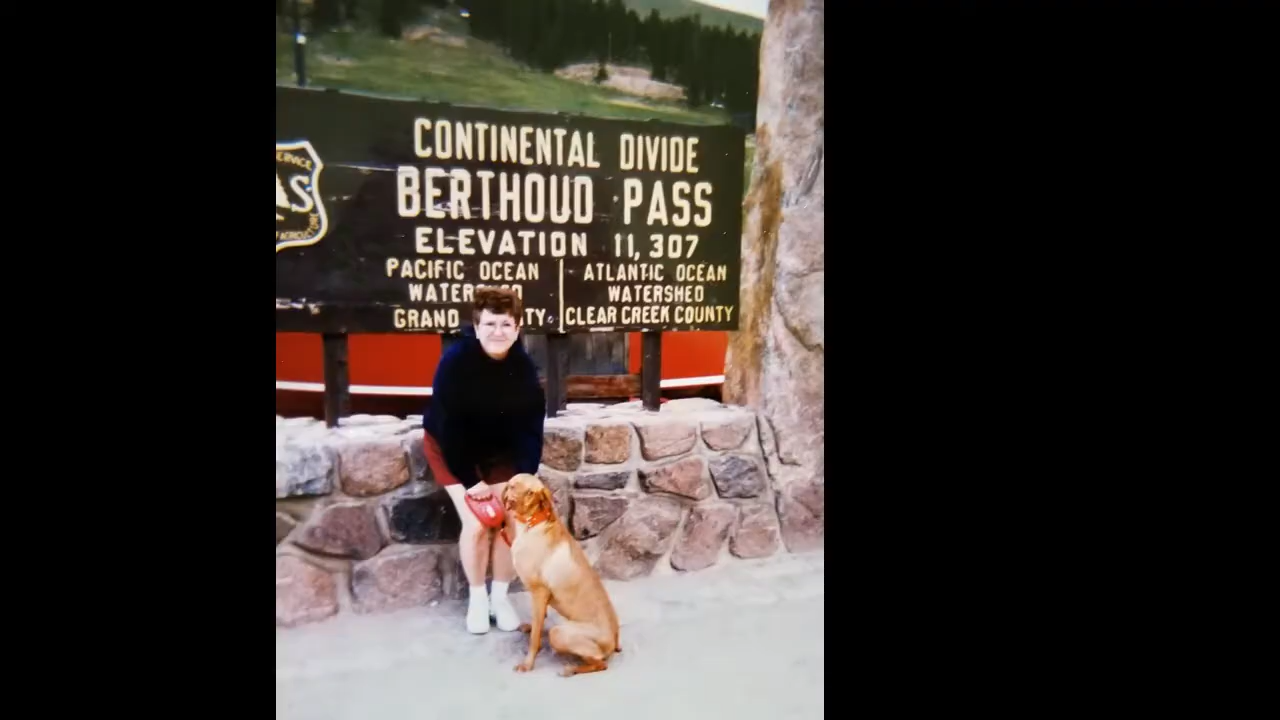 CONTINENTAL DIVIDE
BERTHOUD PASS
ELEVATION 11,307
PACIFIC OCEAN
GRAND
ATLANTIC OCEAN
WATERSHED
CLEAR CREEK COUNTY